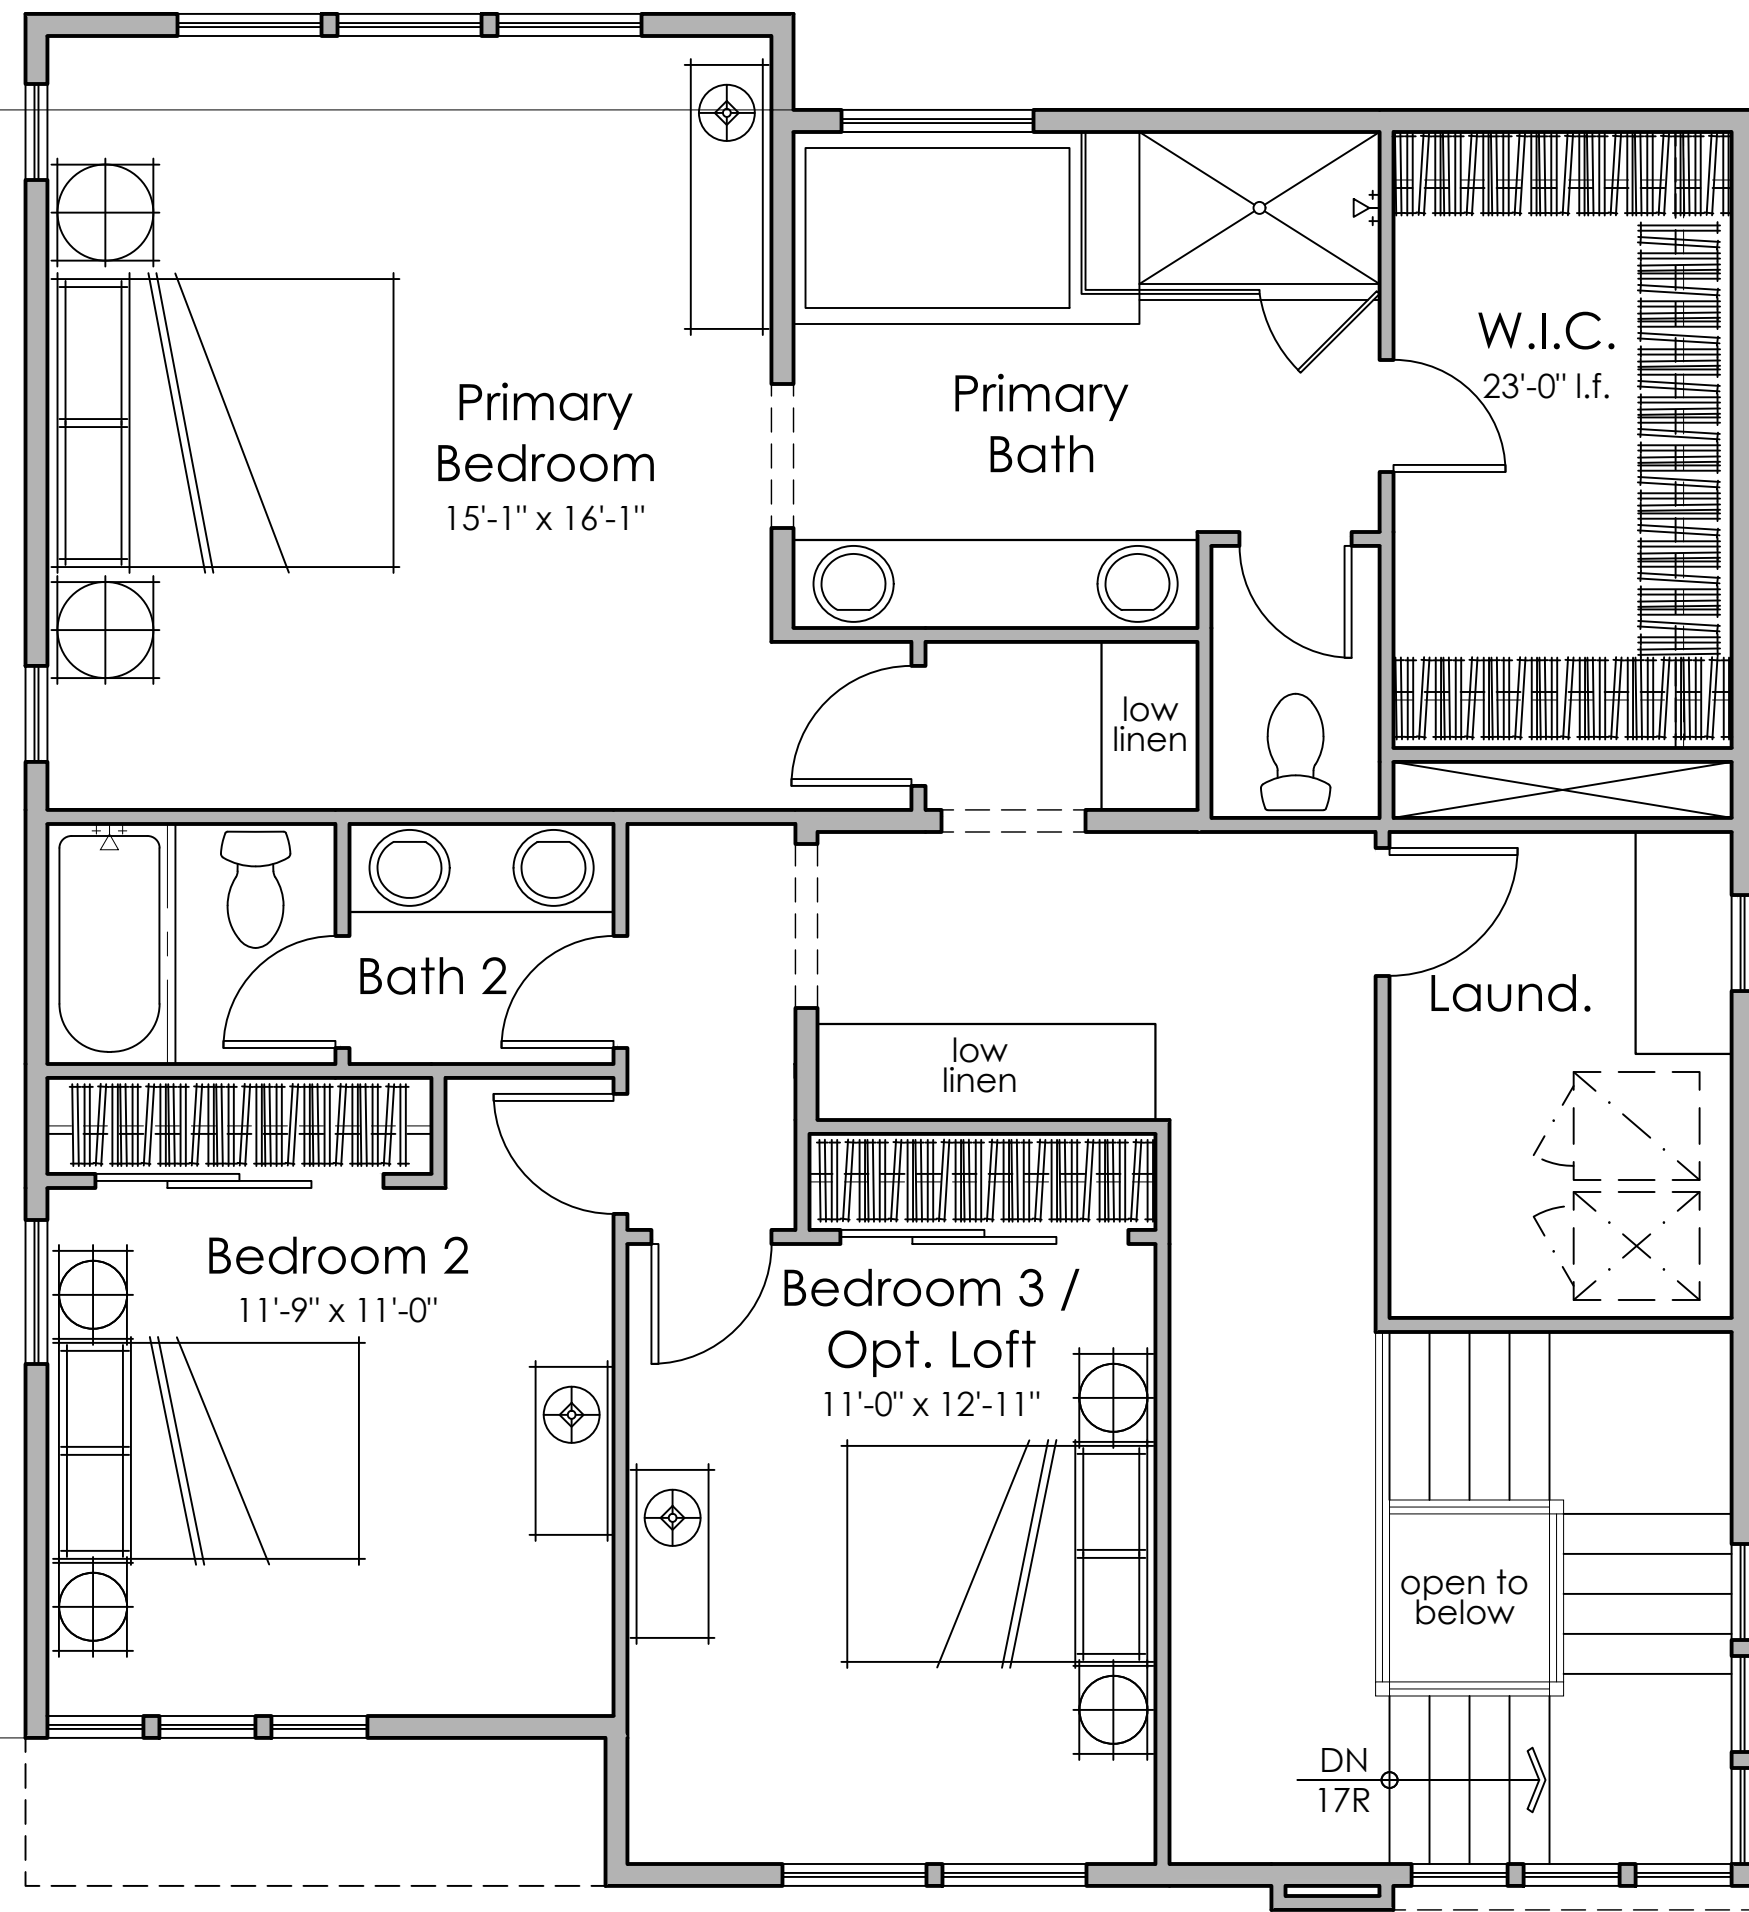 Primary
Bedroom
15'-1" x 16'-1"
Primary
Bath
W.I.C.
23'-0" l.f.
low
linen
Bath 2
Laund.
low
linen
Bedroom 2
11'-9" x 11'-0"
Bedroom 3 /
Opt. Loft
11'-0" x 12'-11"
open to
below
DN
17R